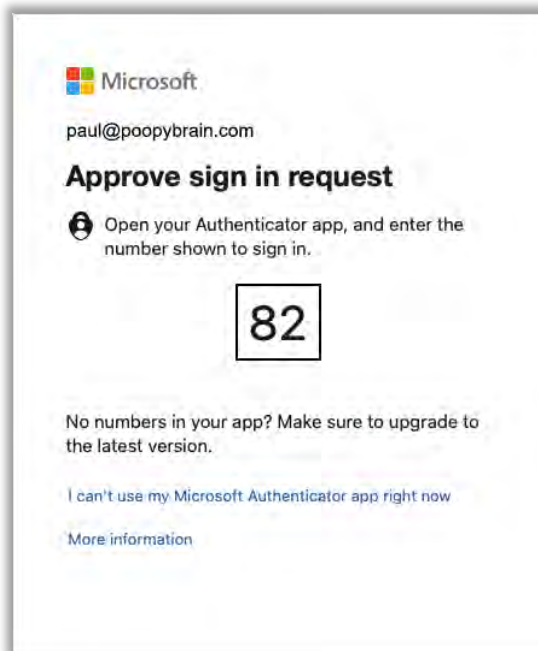 Microsoft
paul@poopybrain.com
Approve sign in request
Open your Authenticator app, and enter the
number shown to sign in.
82
No numbers in your app? Make sure to upgrade to
the latest version.
I can't use my Microsoft Authenticator app right now
More information